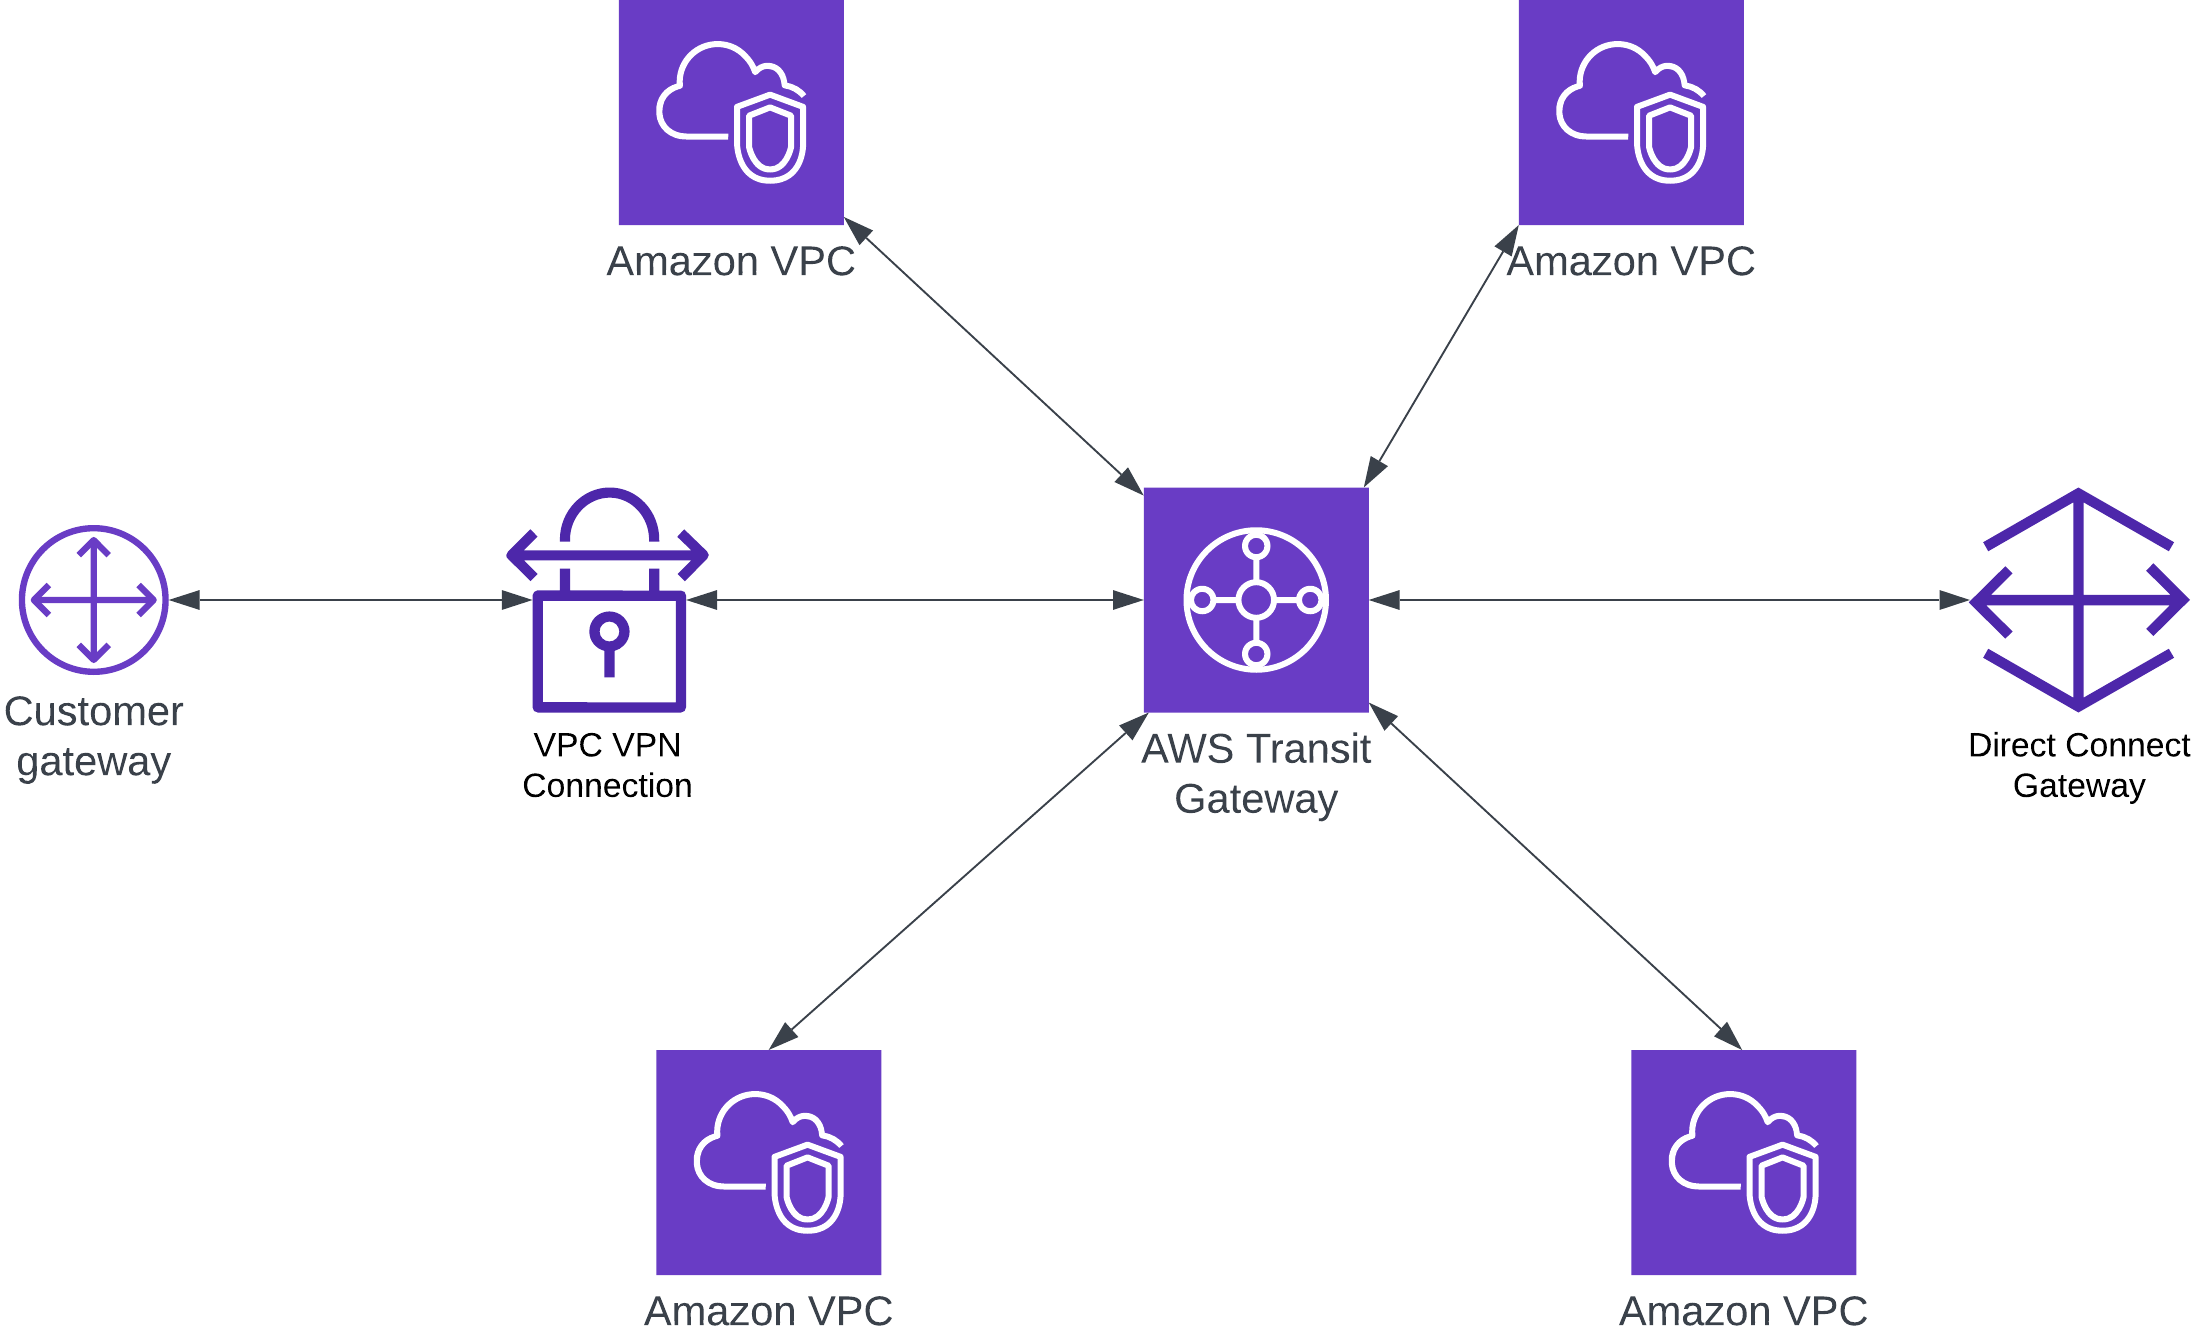 Amazon VPC
Amazon VPC
Customer
gateway
VPC VPN
Connection
AWS Transit
Gateway
Direct Connect
Gateway
Amazon VPC
Amazon VPC